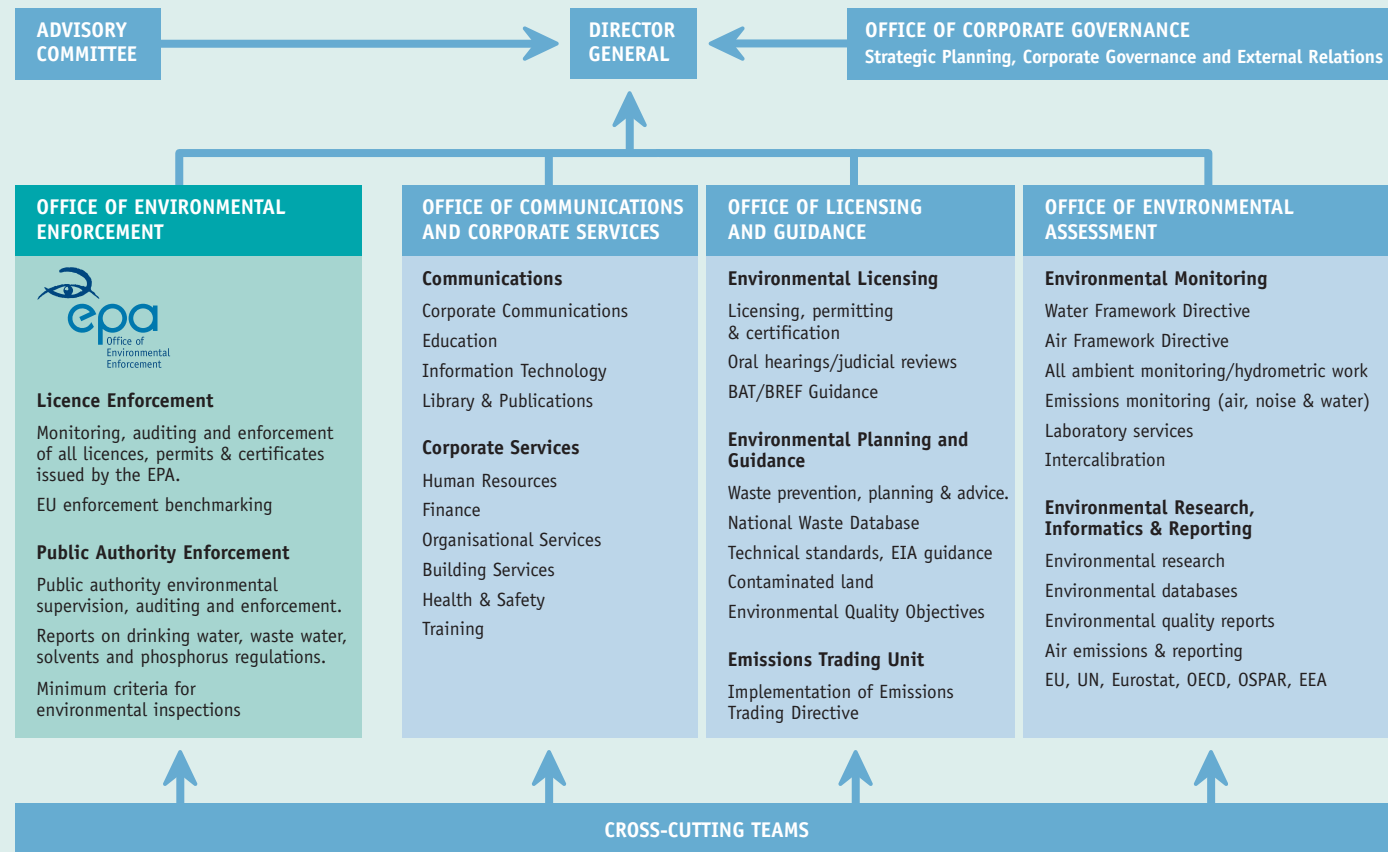 ADVISORY
COMMITTEE
DIRECTOR
GENERAL
OFFICE OF CORPORATE GOVERNANCE
Strategic Planning, Corporate Governance and External Relations
OFFICE OF ENVIRONMENTAL
ENFORCEMENT
epa
Office of
Environmental
Enforcement
Licence Enforcement
Monitoring, auditing and enforcement
of all licences, permits & certificates
issued by the EPA.
EU enforcement benchmarking
Public Authority Enforcement
Public authority environmental
supervision, auditing and enforcement.
Reports on drinking water, waste water,
solvents and phosphorus regulations.
Minimum criteria for
environmental inspections
OFFICE OF COMMUNICATIONS
AND CORPORATE SERVICES
Communications
Corporate Communications
Education
Information Technology
Library & Publications
Corporate Services
Human Resources
Finance
Organisational Services
Building Services
Health & Safety
Training
OFFICE OF LICENSING
AND GUIDANCE
Environmental Licensing
Licensing, permitting
& certification
Oral hearings/judicial reviews
BAT/BREF Guidance
Environmental Planning and
Guidance
Waste prevention, planning & advice.
National Waste Database
Technical standards, EIA guidance
Contaminated land
Environmental Quality Objectives
Emissions Trading Unit
Implementation of Emissions
Trading Directive
OFFICE OF ENVIRONMENTAL
ASSESSMENT
Environmental Monitoring
Water Framework Directive
Air Framework Directive
All ambient monitoring/hydrometric work
Emissions monitoring (air, noise & water)
Laboratory services
Intercalibration
Environmental Research,
Informatics & Reporting
Environmental research
Environmental databases
Environmental quality reports
Air emissions & reporting
EU, UN, Eurostat, OECD, OSPAR, EEA
CROSS-CUTTING TEAMS